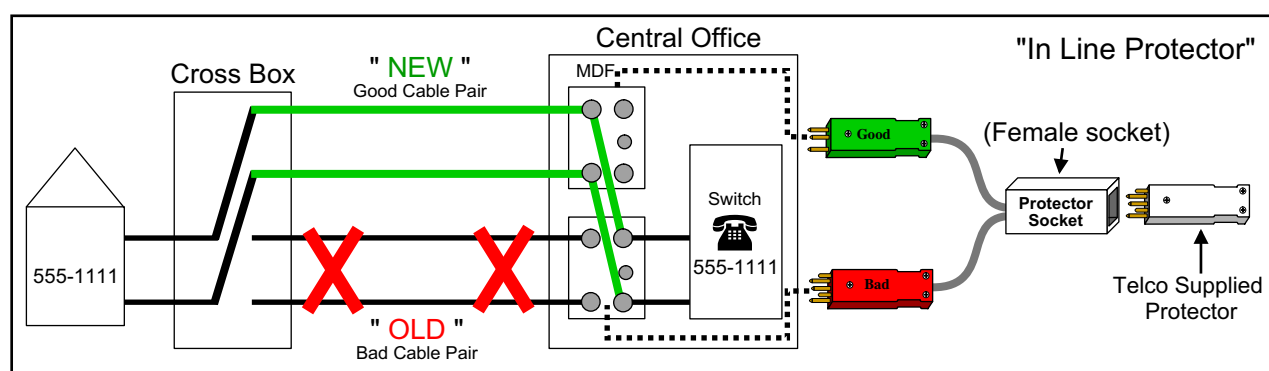 Central Office
"In Line Protector"
Cross Box
" NEW "
Good Cable Pair
MDF
Good
(Female socket)
Protector
Socket
Switch
555-1111
555-1111
Bad
Telco Supplied
Protector
" OLD "
Bad Cable Pair